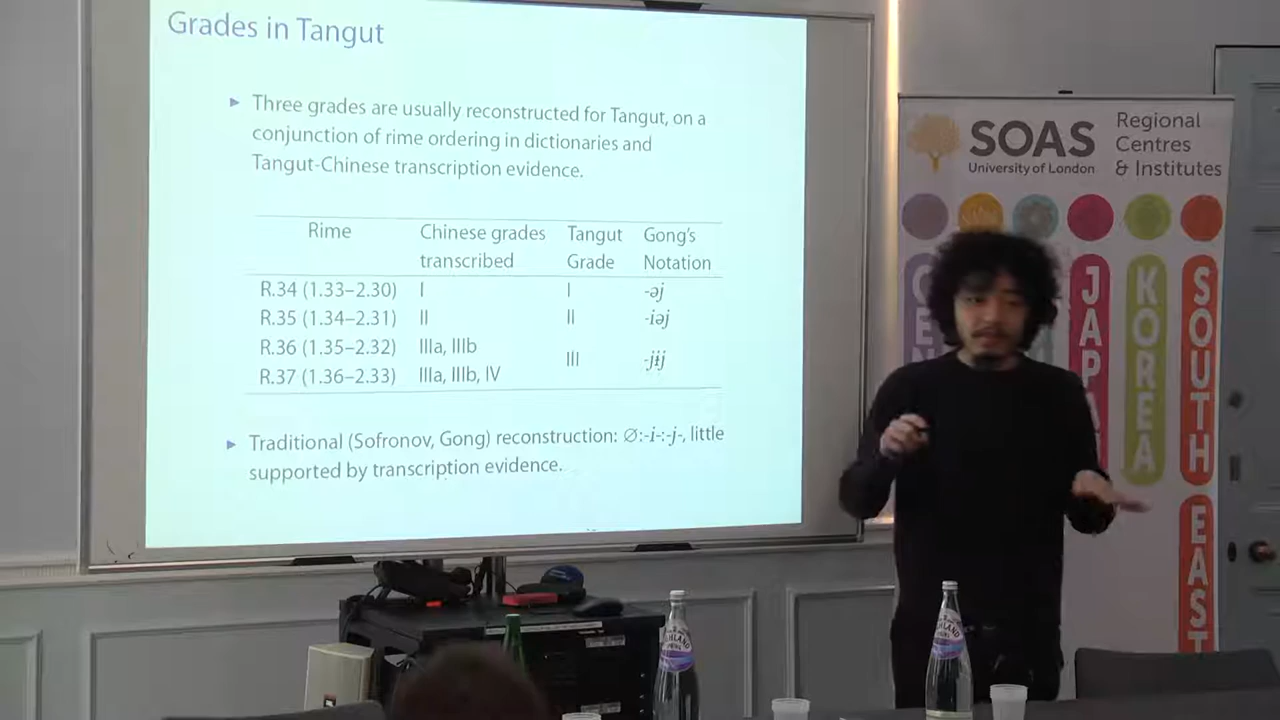 Grades in Tangut
▶ Three grades are usually reconstructed for Tangut, on a
conjunction of rime ordering in dictionaries and
Tangut-Chinese transcription evidence.
Rime Chinese grades transcribed Tangut Grade Gong's Notation
R.34 (1.33–2.30) I I -əj
R.35 (1.34–2.31) II II -iəj
R.36 (1.35–2.32) IIIa, IIIb
III -jɨj
R.37 (1.36–2.33) IIIa, IIIb, IV
▶ Traditional (Sofronov, Gong) reconstruction: ∅:-i-:-j-, little
supported by transcription evidence.
SOAS
University of London
Regional
Centres
& Institutes
JAPA
KOREA
SOUTH
EAST